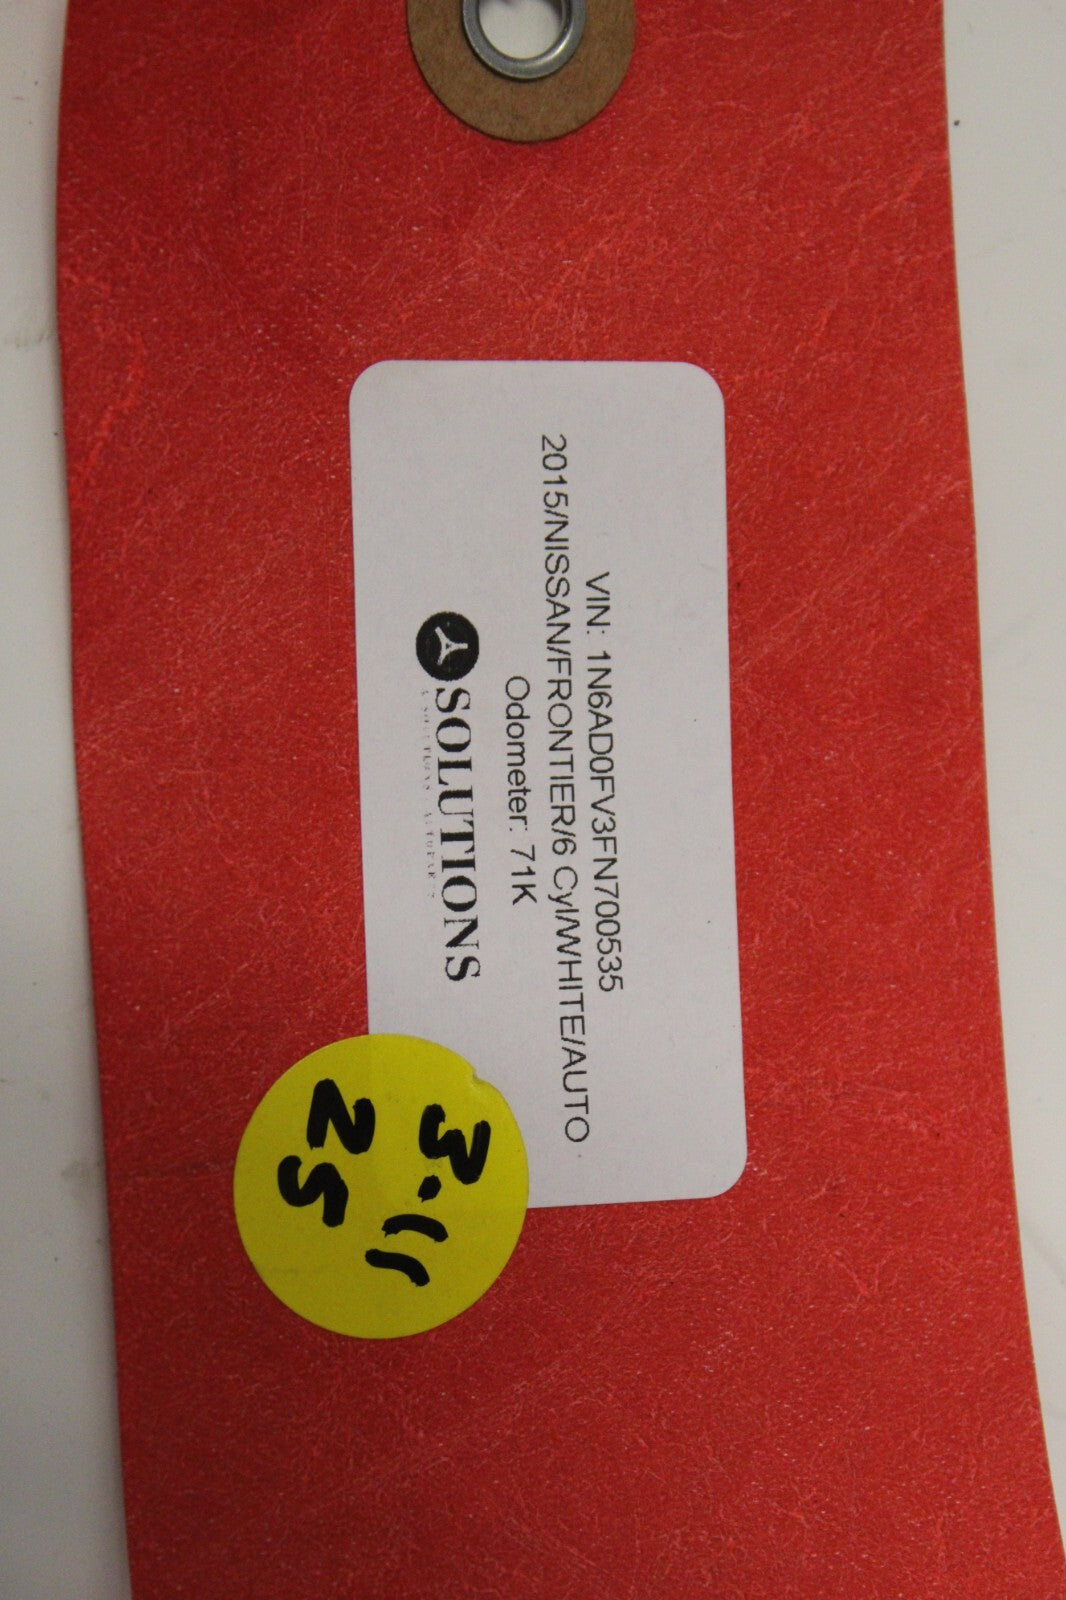 VIN: 1N6AD0FV3FN700535
2015/NISSAN/FRONTIER/6 Cyl/WHITE/AUTO
Odometer: 71K
SOLUTIONS
3.11
25